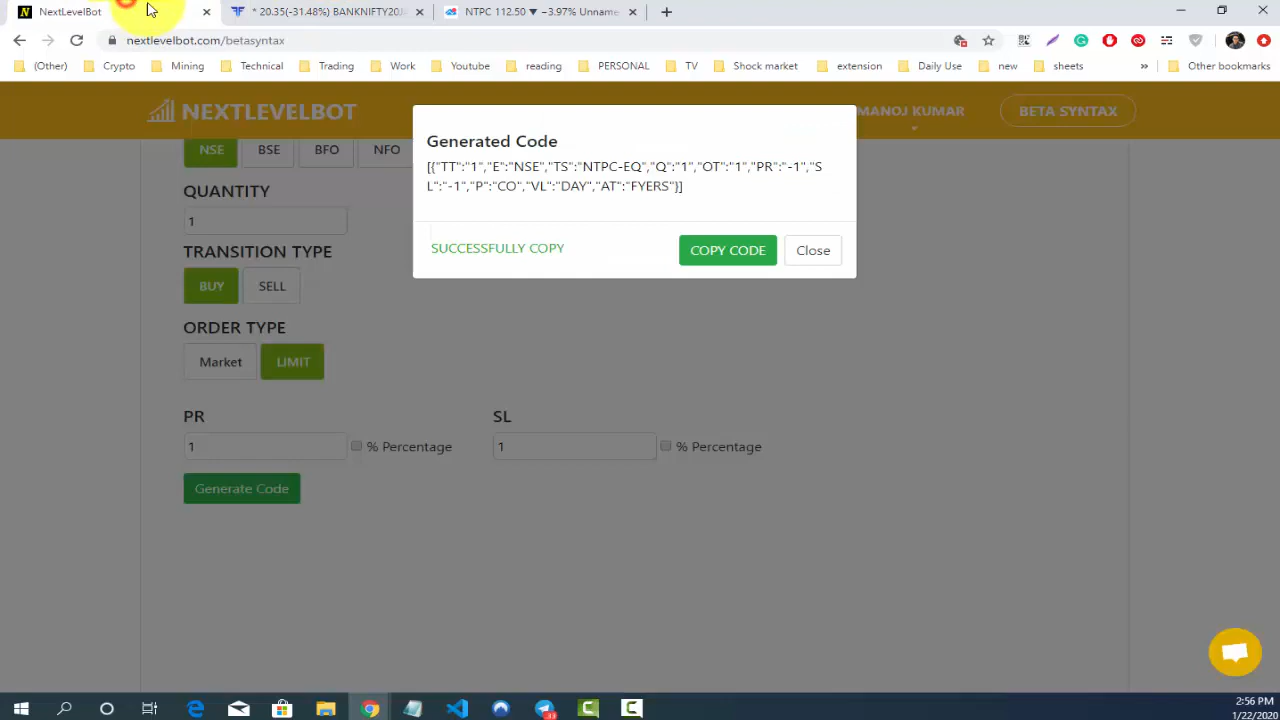 NextLevelBot
* 20.35(-31.48%) BANKNIFTY20JA
NTPC 112.50 ▼ −3.97% Unname
nextlevelbot.com/betasyntax
(Other)
Crypto
Mining
Technical
Trading
Work
Youtube
reading
PERSONAL
TV
Shock market
extension
Daily Use
new
sheets
»
Other bookmarks
NEXTLEVELBOT
MANOJ KUMAR
BETA SYNTAX
Generated Code
[{"TT":"1","E":"NSE","TS":"NTPC-EQ","Q":"1","OT":"1","PR":"-1","S
L":"-1","P":"CO","VL":"DAY","AT":"FYERS"}]
SUCCESSFULLY COPY
COPY CODE
Close
NSE
BSE
BFO
NFO
QUANTITY
1
TRANSITION TYPE
BUY
SELL
ORDER TYPE
Market
LIMIT
PR
SL
1
% Percentage
1
% Percentage
Generate Code
33
2:56 PM
1/22/2020